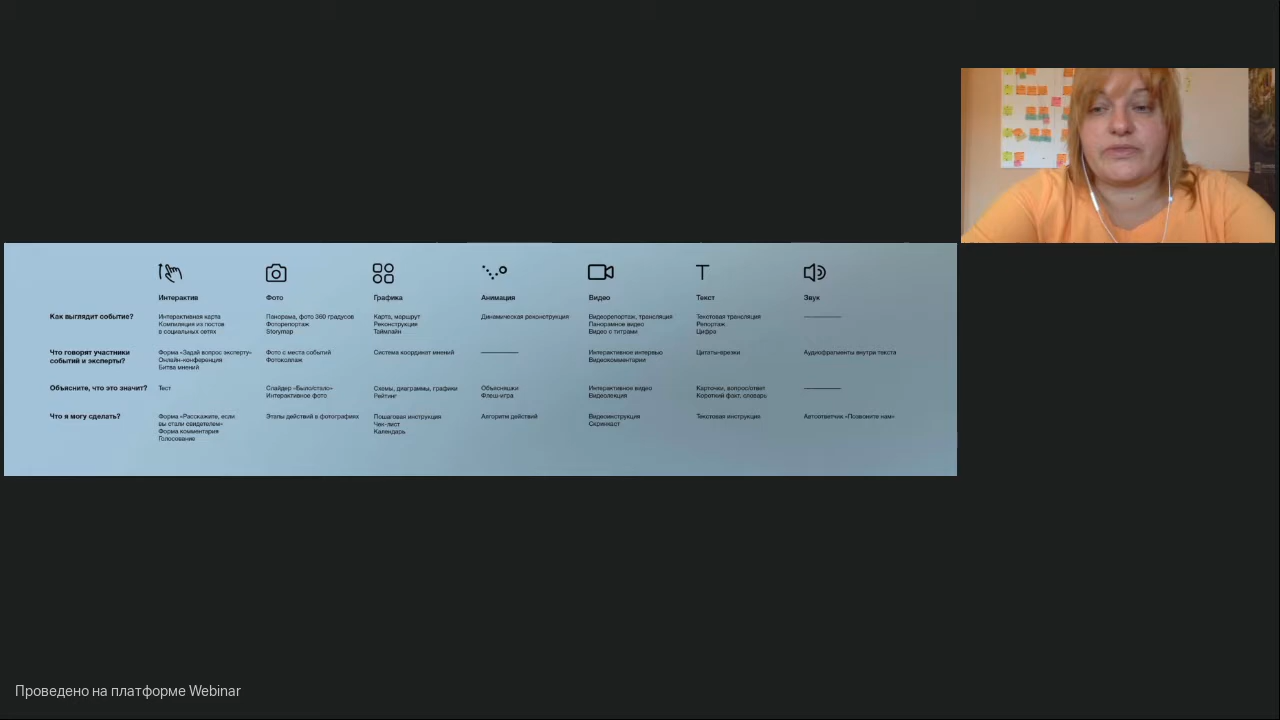 Интерактив Фото Графика Анимация Видео Текст Звук
Как выглядит событие? Интерактивная карта Панорама, фото 360 градусов Карта, маршрут Динамическая реконструкция Видеорепортаж, трансляция Текстовая трансляция
Компиляция из постов Фоторепортаж Реконструкция Панорамное видео Репортаж
в социальных сетях Storymap Таймлайн Видео с титрами Цифра
Что говорят участники Форма «Задай вопрос эксперту» Фото с места событий Система координат мнений Интерактивное интервью Цитаты-врезки Аудиофрагменты внутри текста
событий и эксперты? Онлайн-конференция Фотоколлаж Видеокомментарии
Битва мнений
Объясните, что это значит? Тест Слайдер «Было/стало» Схемы, диаграммы, графики Объясняшки Интерактивное видео Карточки, вопрос/ответ
Интерактивное фото Рейтинг Флеш-игра Видеолекция Короткий факт, словарь
Что я могу сделать? Форма «Расскажите, если Этапы действий в фотографиях Пошаговая инструкция Алгоритм действий Видеоинструкция Текстовая инструкция Автоответчик «Позвоните нам»
вы стали свидетелем» Чек-лист Скринкаст
Форма комментария Календарь
Голосование
Проведено на платформе Webinar